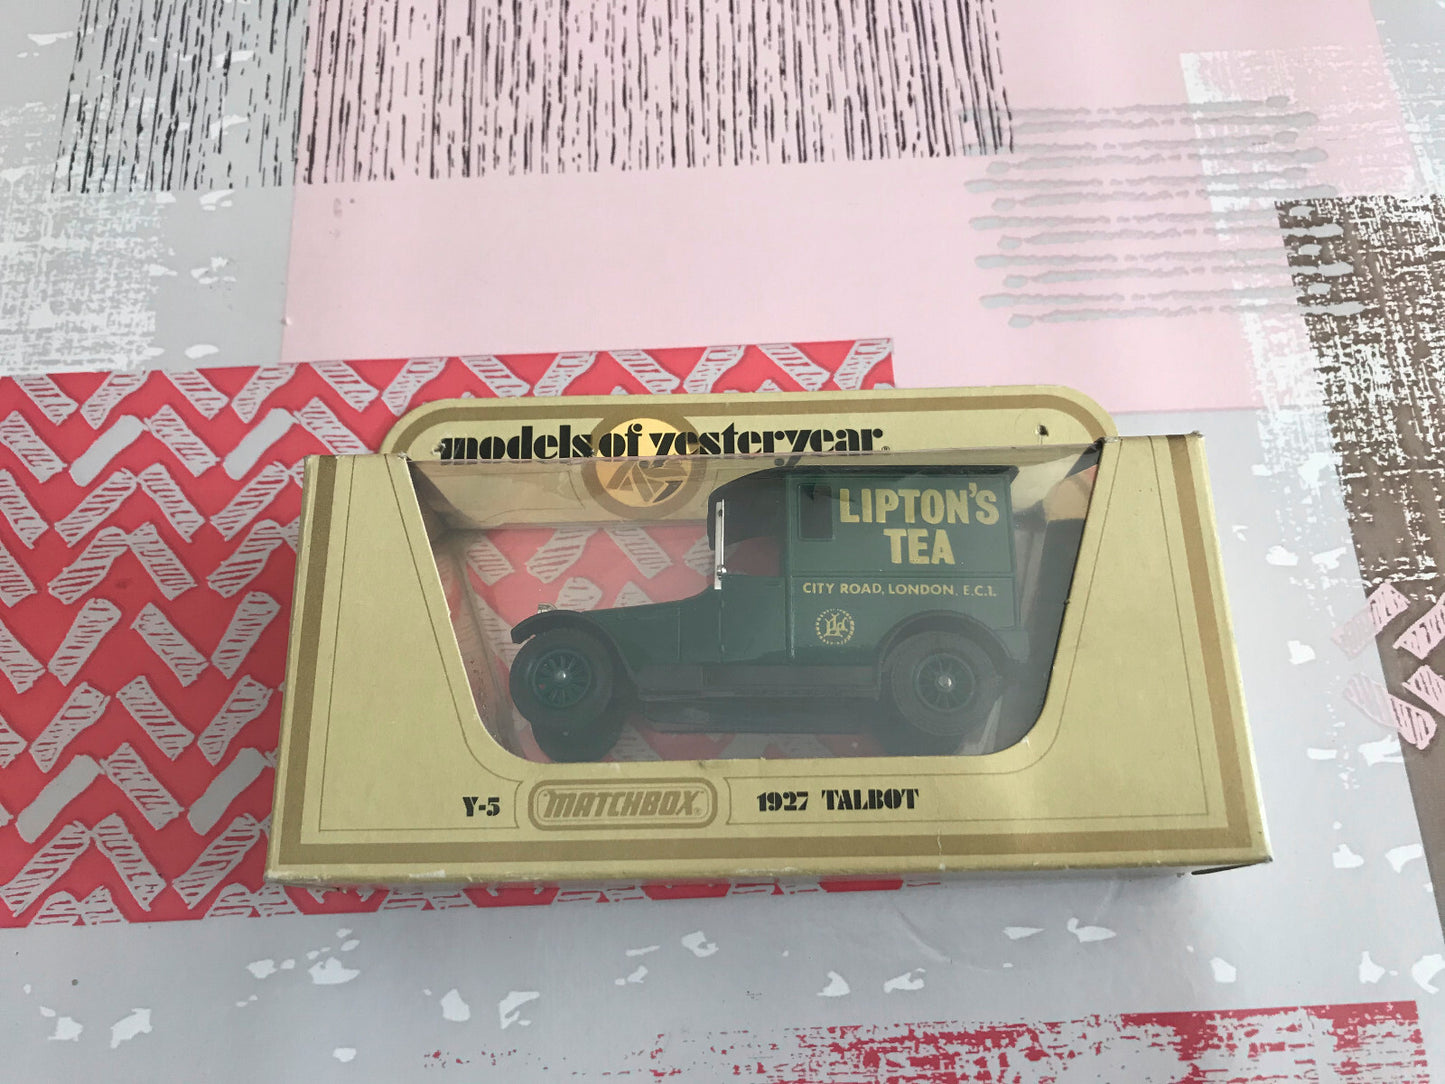 models of yesteryear
LIPTON'S
TEA
CITY ROAD, LONDON, E.C.1.
Y-5 MATCHBOX 1927 TALBOT